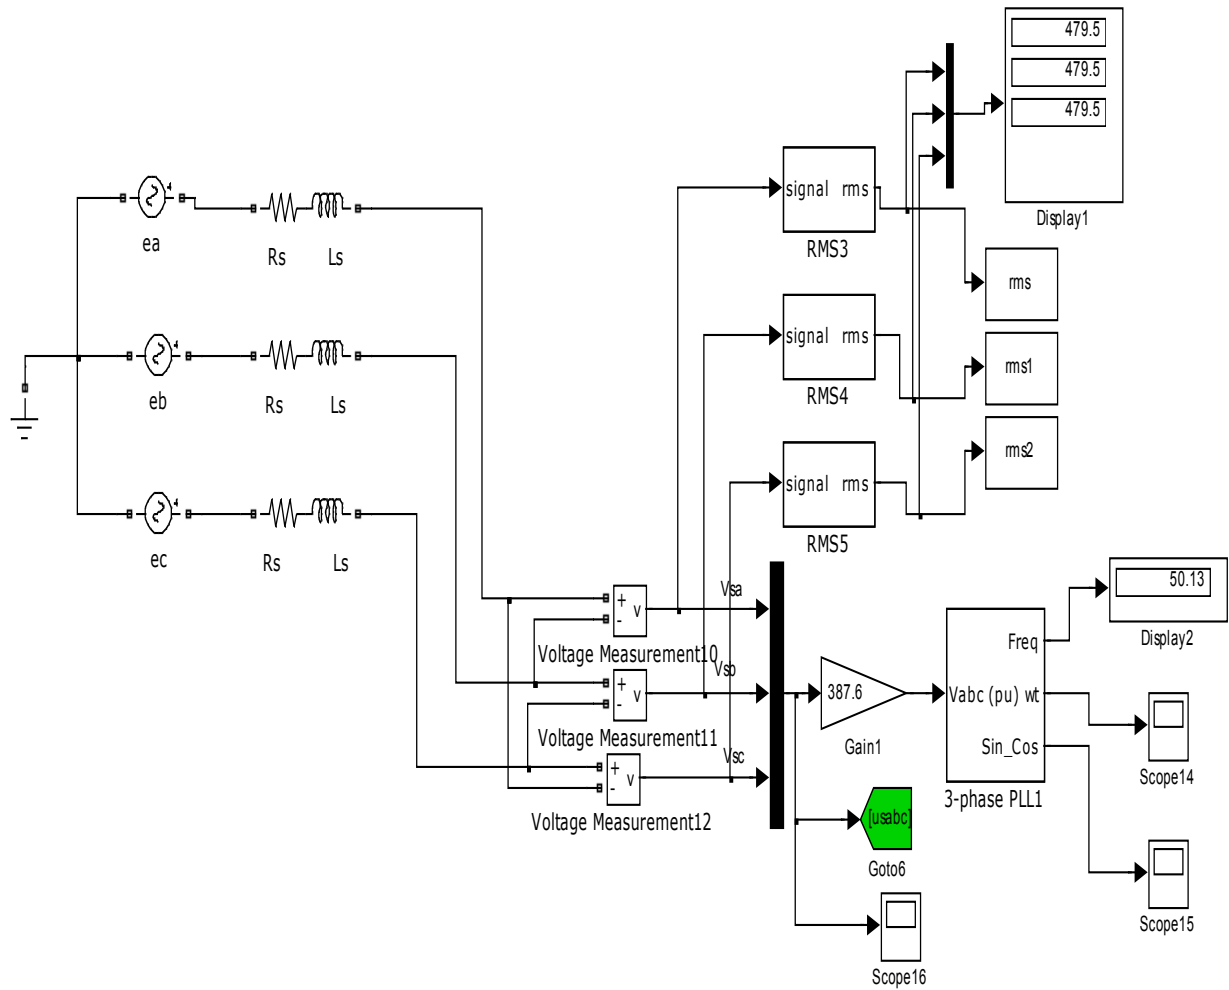 479.5
479.5
479.5
Display1
signal rms
RMS3
rms
ea
Rs Ls
signal rms
RMS4
rms1
eb
Rs Ls
rms2
signal rms
RMS5
ec
Rs Ls
+
-
v
Voltage Measurement10
Vsa
+
-
v
Voltage Measurement11
Vsb
+
-
v
Voltage Measurement12
Vsc
387.6
Gain1
Freq
Vabc (pu) wt
Sin_Cos
3-phase PLL1
50.13
Display2
Scope14
[usabc]
Goto6
Scope15
Scope16